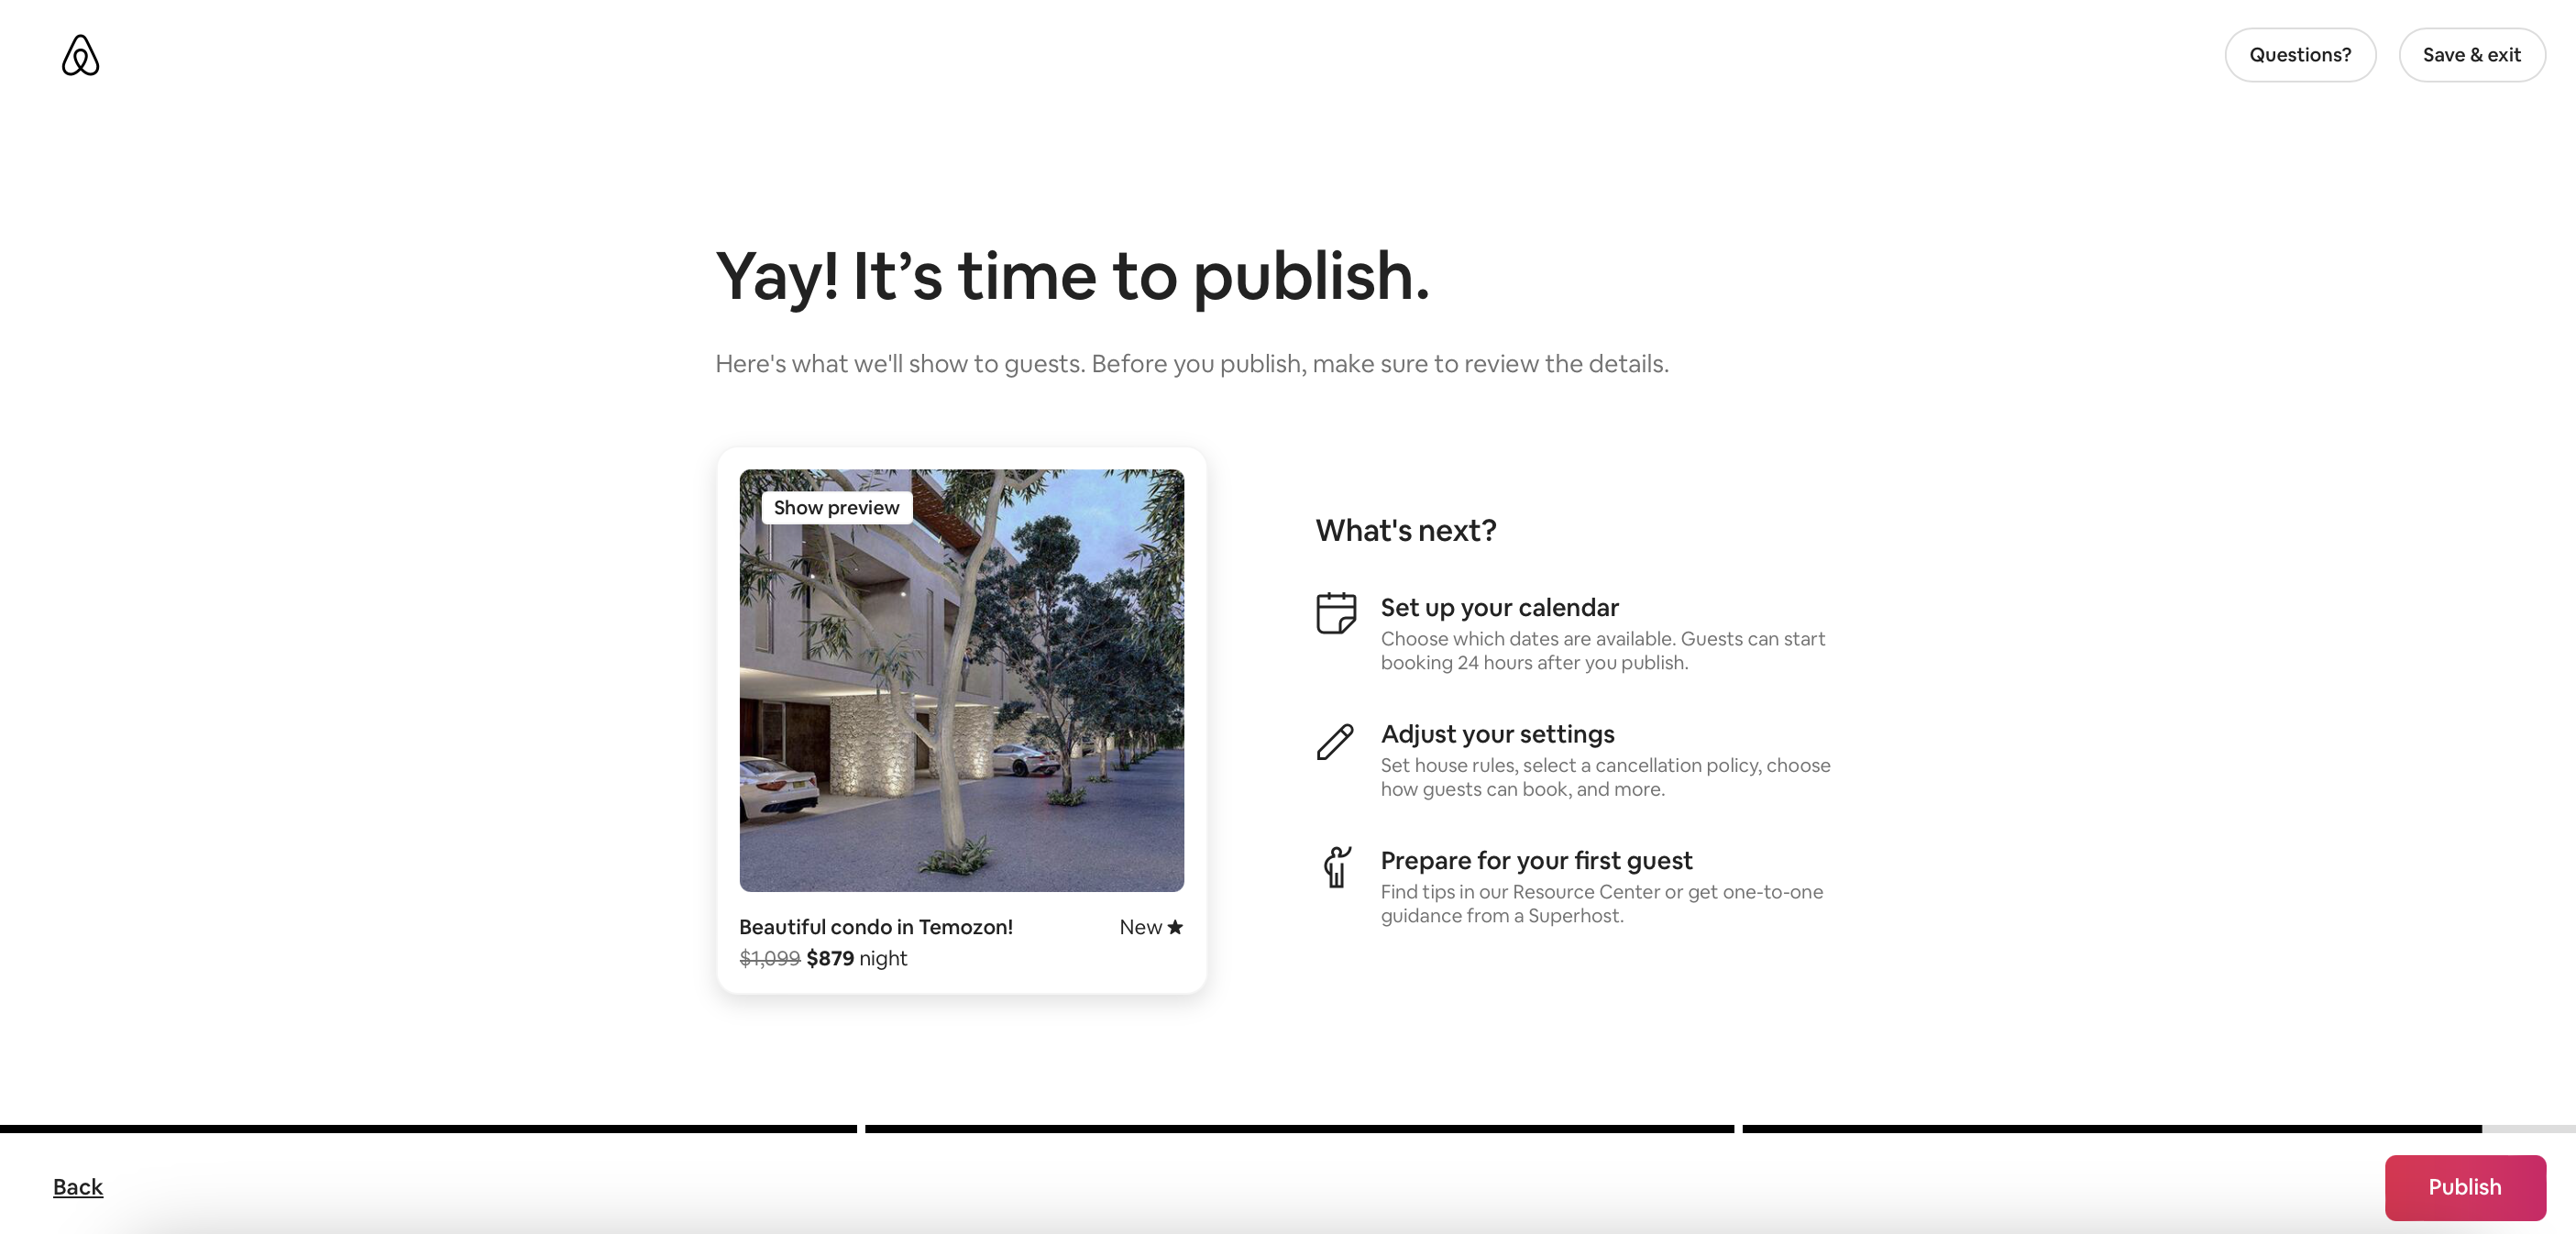 Questions?
Save & exit
Yay! It’s time to publish.
Here's what we'll show to guests. Before you publish, make sure to review the details.
Show preview
Beautiful condo in Temozon!
New ★
$1,099 $879 night
What's next?
Set up your calendar
Choose which dates are available. Guests can start
booking 24 hours after you publish.
Adjust your settings
Set house rules, select a cancellation policy, choose
how guests can book, and more.
Prepare for your first guest
Find tips in our Resource Center or get one-to-one
guidance from a Superhost.
Back
Publish